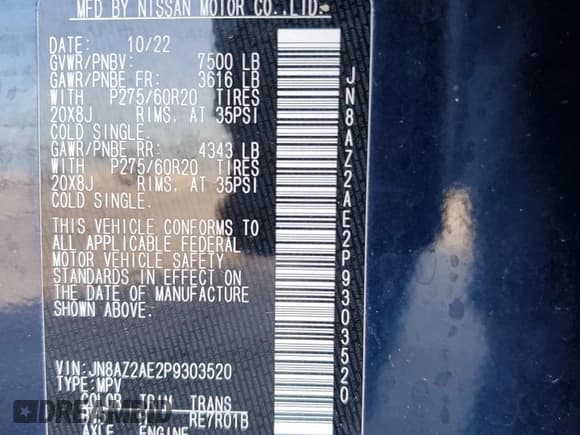 MFD BY NISSAN MOTOR CO.,LTD.
DATE: 10/22
GVWR/PNBV: 7500 LB
GAWR/PNBE FR: 3616 LB
WITH P275/60R20 TIRES
20X8J RIMS, AT 35PSI
COLD SINGLE.
GAWR/PNBE RR: 4343 LB
WITH P275/60R20 TIRES
20X8J RIMS, AT 35PSI
COLD SINGLE.
THIS VEHICLE CONFORMS TO
ALL APPLICABLE FEDERAL
MOTOR VEHICLE SAFETY
STANDARDS IN EFFECT ON
THE DATE OF MANUFACTURE
SHOWN ABOVE.
VIN:JN8AZ2AE2P9303520
TYPE:MPV
COLOR TRIM TRANS
RE7R01B
AXLE ENGINE
JN8AZ2AE2P9303520